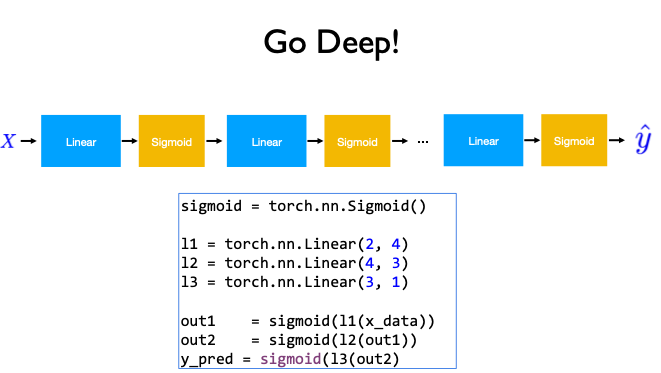 Go Deep!
X Linear Sigmoid Linear Sigmoid ... Linear Sigmoid ŷ
sigmoid = torch.nn.Sigmoid()
l1 = torch.nn.Linear(2, 4)
l2 = torch.nn.Linear(4, 3)
l3 = torch.nn.Linear(3, 1)
out1    = sigmoid(l1(x_data))
out2    = sigmoid(l2(out1))
y_pred = sigmoid(l3(out2)